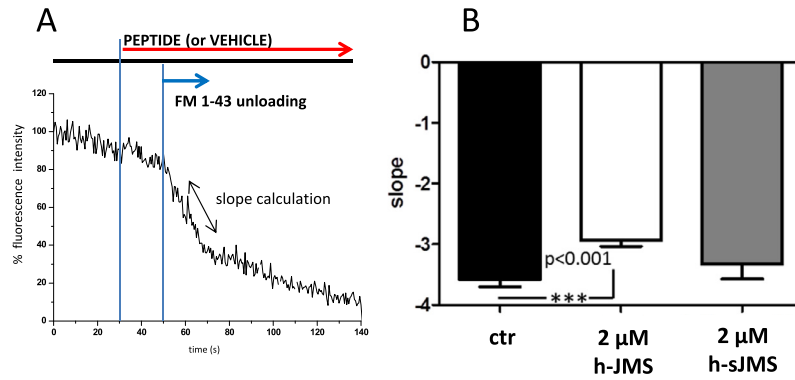 A
PEPTIDE (or VEHICLE)
FM 1-43 unloading
slope calculation
120
100
80
60
40
20
0
% fluorescence intensity
0 20 40 60 80 100 120 140
time (s)
B
0
-1
-2
-3
-4
slope
p<0.001
***
ctr
2 μM
h-JMS
2 μM
h-sJMS